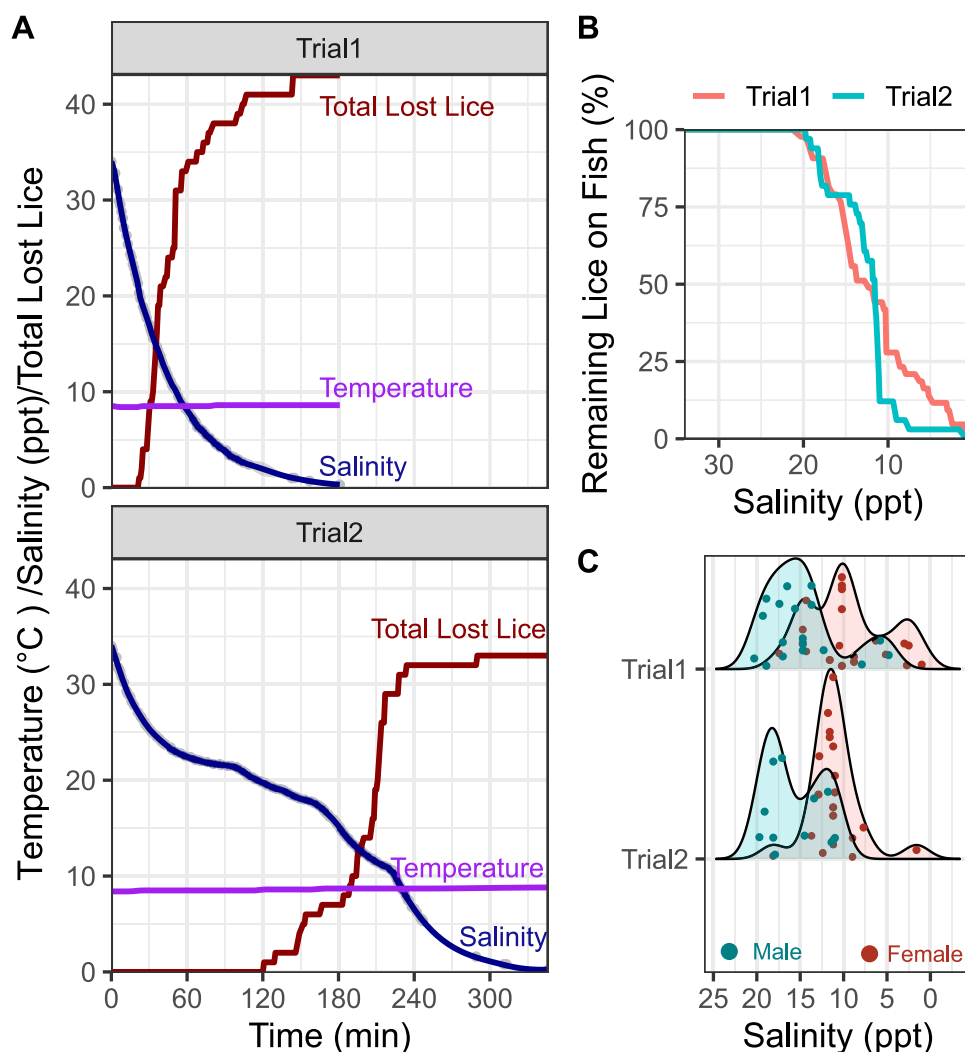 A
Temperature (°C ) /Salinity (ppt)/Total Lost Lice
Trial1
40
30
20
10
0
Total Lost Lice
Temperature
Salinity
Trial2
40
30
20
10
0
Total Lost Lice
Temperature
Salinity
0 60 120 180 240 300
Time (min)
B
Trial1 Trial2
Remaining Lice on Fish (%)
100
75
50
25
0
30 20 10
Salinity (ppt)
C
Trial1
Trial2
Male Female
25 20 15 10 5 0
Salinity (ppt)